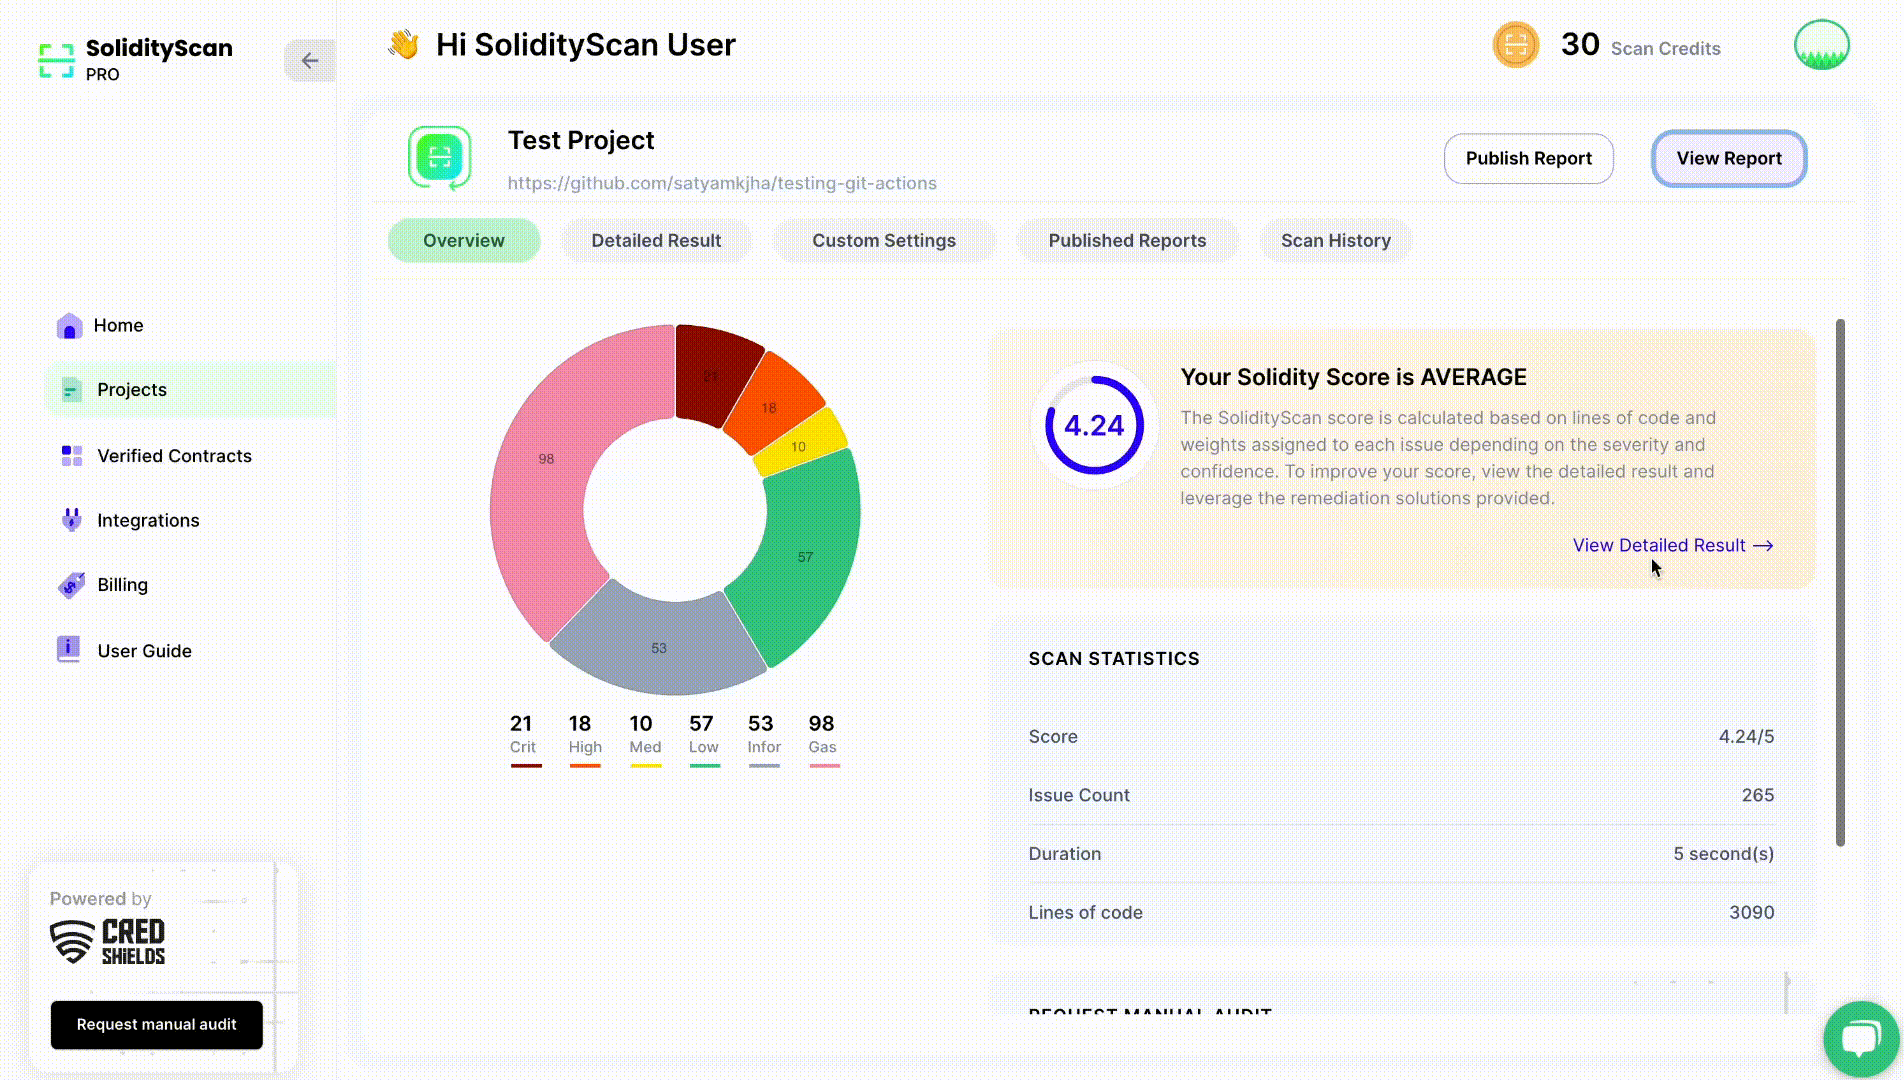 SolidityScan
PRO
Hi SolidityScan User
30 Scan Credits
Test Project
https://github.com/satyamkjha/testing-git-actions
Publish Report
View Report
Overview
Detailed Result
Custom Settings
Published Reports
Scan History
Home
Projects
Verified Contracts
Integrations
Billing
User Guide
21
18
10
98
57
53
21 18 10 57 53 98
Crit High Med Low Infor Gas
4.24
Your Solidity Score is AVERAGE
The SolidityScan score is calculated based on lines of code and
weights assigned to each issue depending on the severity and
confidence. To improve your score, view the detailed result and
leverage the remediation solutions provided.
View Detailed Result
SCAN STATISTICS
Score 4.24/5
Issue Count 265
Duration 5 second(s)
Lines of code 3090
REQUEST MANUAL AUDIT
Powered by
CRED
SHiELDS
Request manual audit